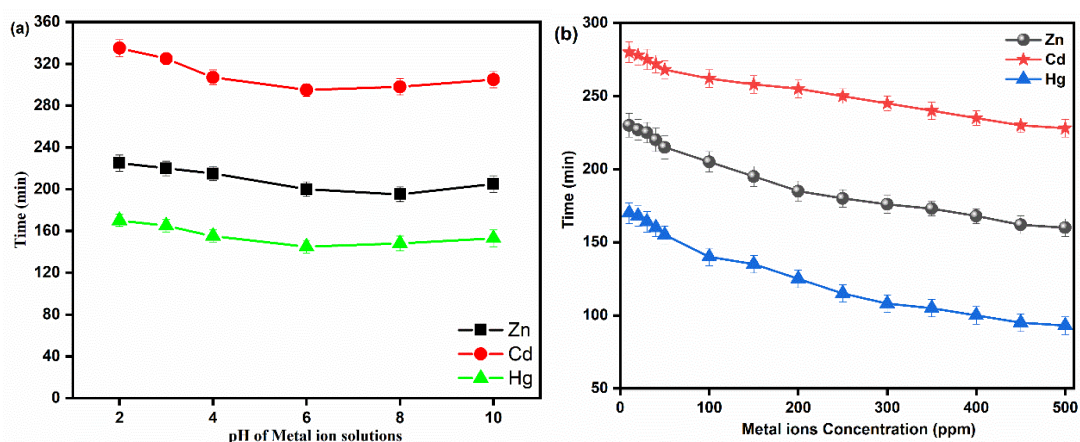 (a)
360
320
280
240
200
160
120
80
40
0
Time (min)
Zn
Cd
Hg
2
4
6
8
10
pH of Metal ion solutions
(b)
300
250
200
150
100
50
Time (min)
Zn
Cd
Hg
0
100
200
300
400
500
Metal ions Concentration (ppm)